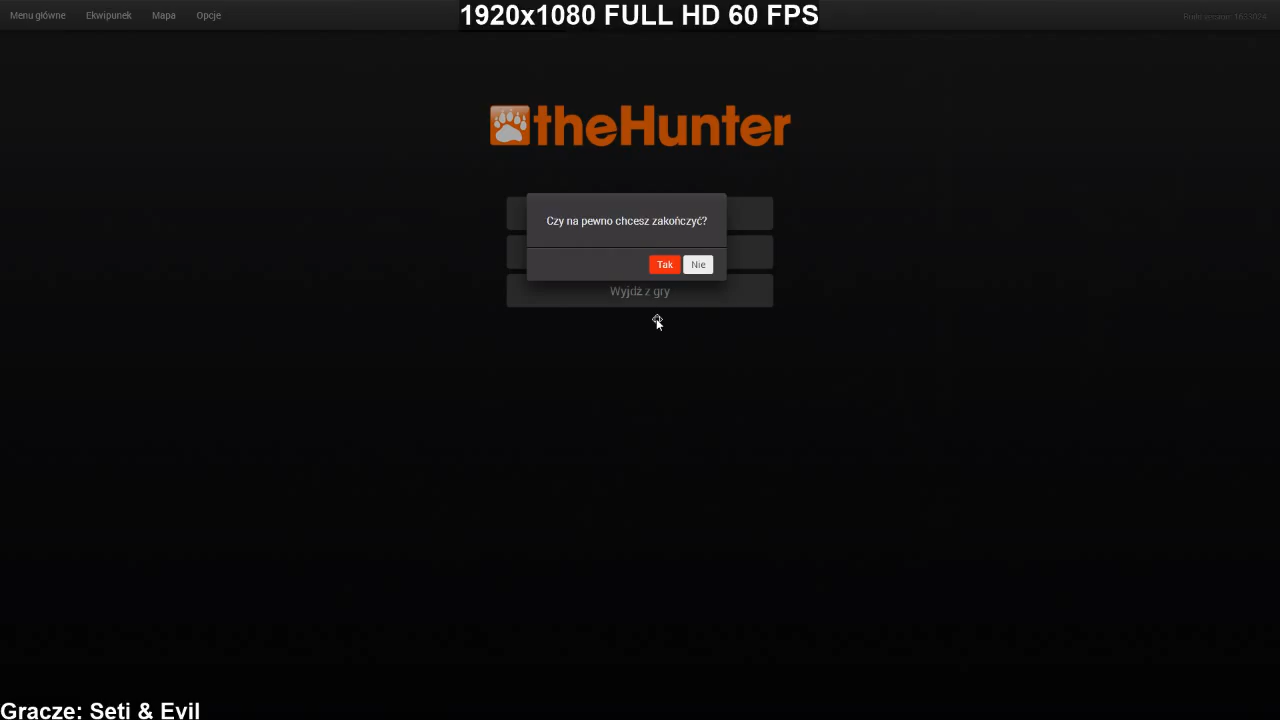 1920x1080 FULL HD 60 FPS
Menu główne Ekwipunek Mapa Opcje
theHunter
Czy na pewno chcesz zakończyć?
Tak Nie
Wyjdź z gry
Gracze: Seti & Evil